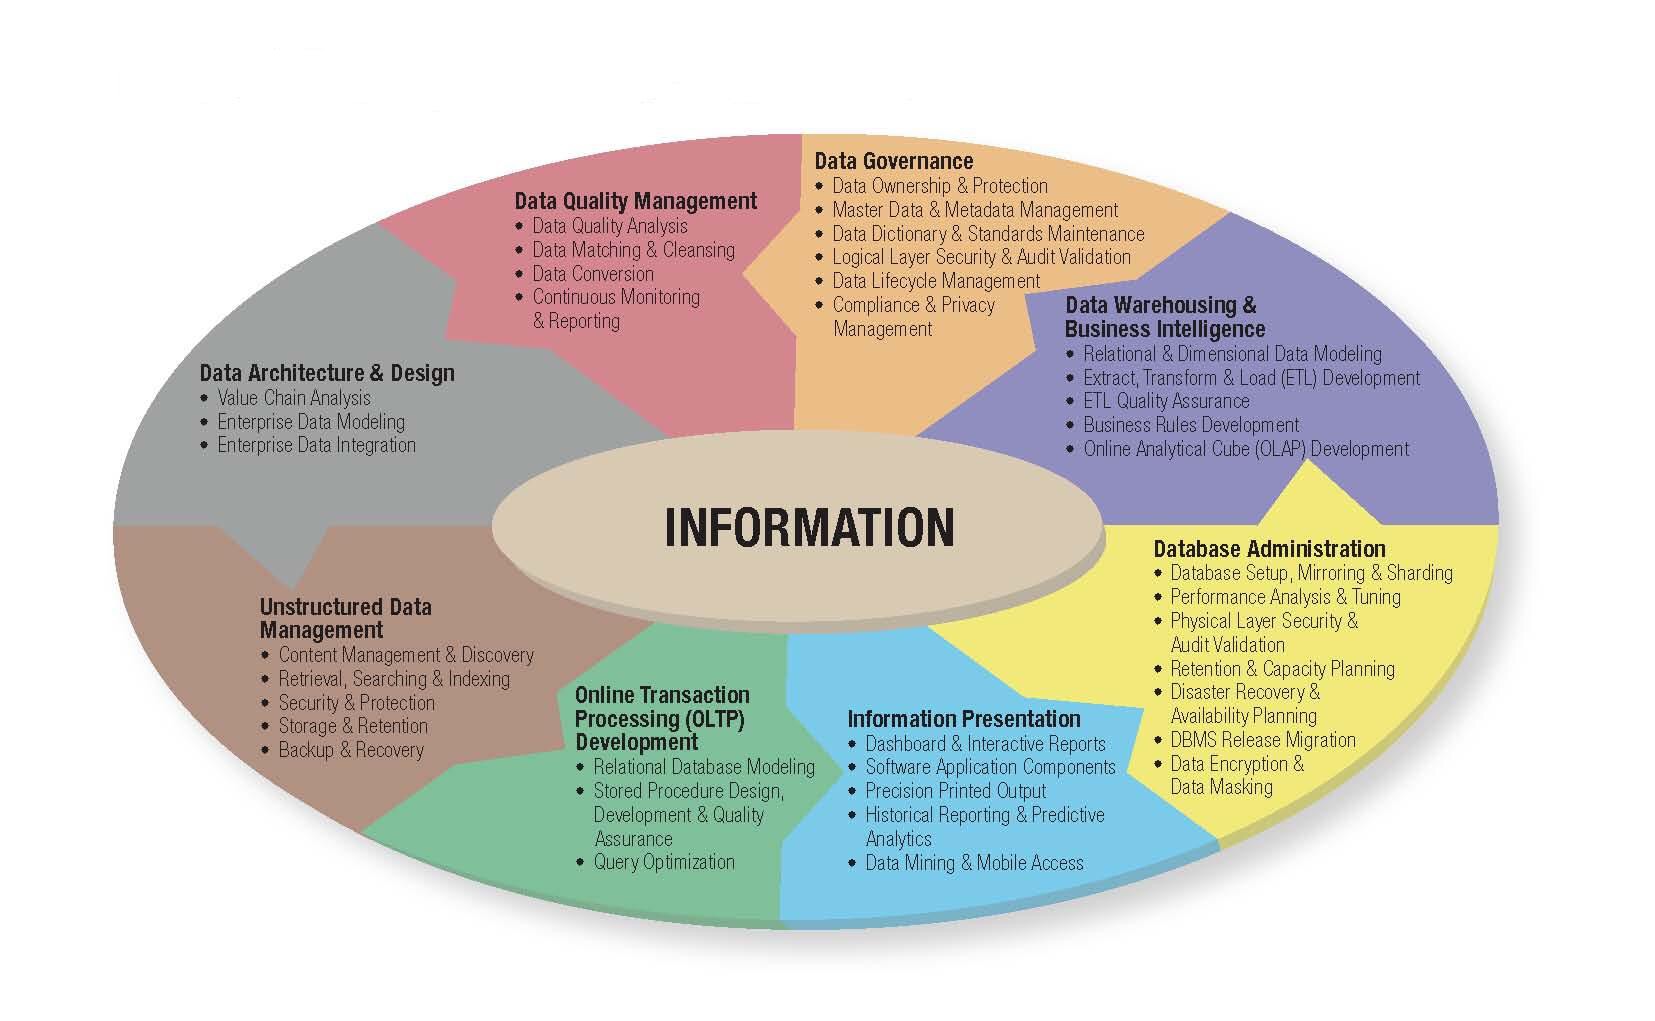 Data Governance
• Data Ownership & Protection
• Master Data & Metadata Management
• Data Dictionary & Standards Maintenance
• Logical Layer Security & Audit Validation
• Data Lifecycle Management
• Compliance & Privacy
Management
Data Warehousing &
Business Intelligence
• Relational & Dimensional Data Modeling
• Extract, Transform & Load (ETL) Development
• ETL Quality Assurance
• Business Rules Development
• Online Analytical Cube (OLAP) Development
Database Administration
• Database Setup, Mirroring & Sharding
• Performance Analysis & Tuning
• Physical Layer Security &
Audit Validation
• Retention & Capacity Planning
• Disaster Recovery &
Availability Planning
• DBMS Release Migration
• Data Encryption &
Data Masking
Information Presentation
• Dashboard & Interactive Reports
• Software Application Components
• Precision Printed Output
• Historical Reporting & Predictive
Analytics
• Data Mining & Mobile Access
Online Transaction
Processing (OLTP)
Development
• Relational Database Modeling
• Stored Procedure Design,
Development & Quality
Assurance
• Query Optimization
Unstructured Data
Management
• Content Management & Discovery
• Retrieval, Searching & Indexing
• Security & Protection
• Storage & Retention
• Backup & Recovery
Data Architecture & Design
• Value Chain Analysis
• Enterprise Data Modeling
• Enterprise Data Integration
Data Quality Management
• Data Quality Analysis
• Data Matching & Cleansing
• Data Conversion
• Continuous Monitoring
& Reporting
INFORMATION